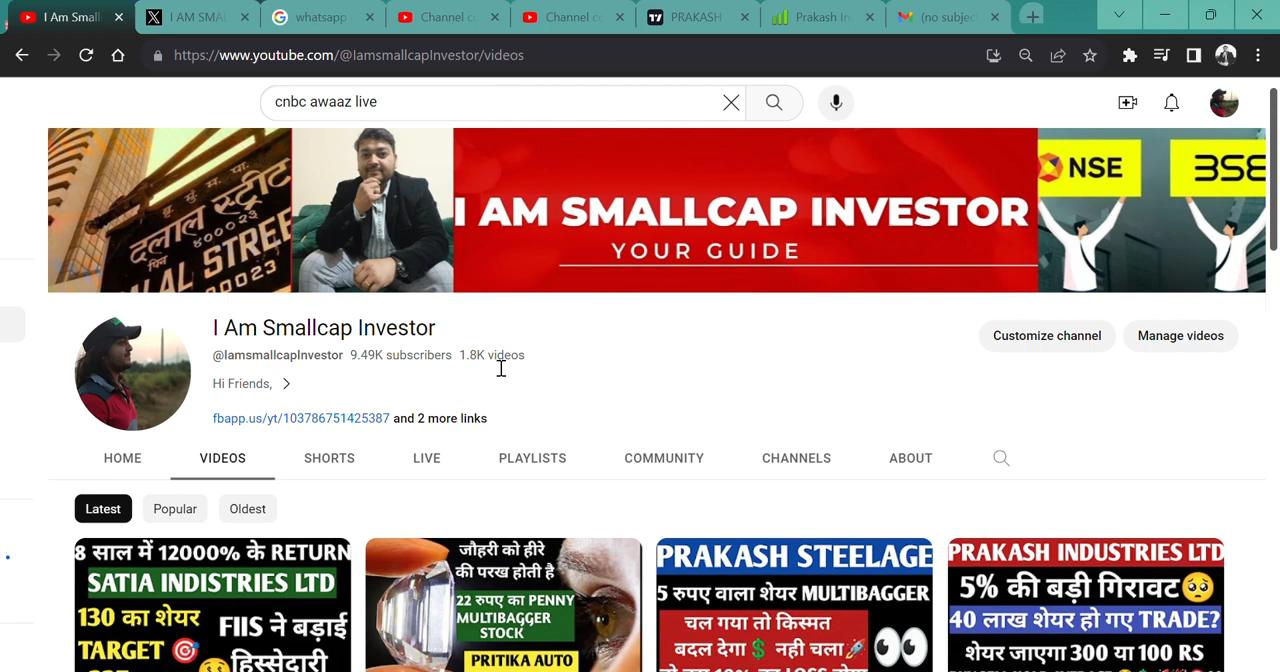 I Am Small
I AM SMAL
whatsapp
Channel c
Channel c
PRAKASH
Prakash In
(no subjec
https://www.youtube.com/@IamsmallcapInvestor/videos
cnbc awaaz live
दलाल स्ट्रीट
DALAL STREET
I AM SMALLCAP INVESTOR
YOUR GUIDE
NSE
BSE
I Am Smallcap Investor
@IamsmallcapInvestor 9.49K subscribers 1.8K videos
Hi Friends,
fbapp.us/yt/103786751425387 and 2 more links
Customize channel
Manage videos
HOME
VIDEOS
SHORTS
LIVE
PLAYLISTS
COMMUNITY
CHANNELS
ABOUT
Latest
Popular
Oldest
8 साल में 12000% के RETURN
SATIA INDISTRIES LTD
130 का शेयर
TARGET
FIIS ने बढ़ाई
हिस्सेदारी
जौहरी को हीरे
की परख होती है
22 रुपए का PENNY
MULTIBAGGER
STOCK
PRITIKA AUTO
PRAKASH STEELAGE
5 रुपए वाला शेयर MULTIBAGGER
चल गया तो किस्मत
बदल देगा नही चला
PRAKASH INDUSTRIES LTD
5% की बड़ी गिरावट
40 लाख शेयर हो गए TRADE?
शेयर जाएगा 300 या 100 RS